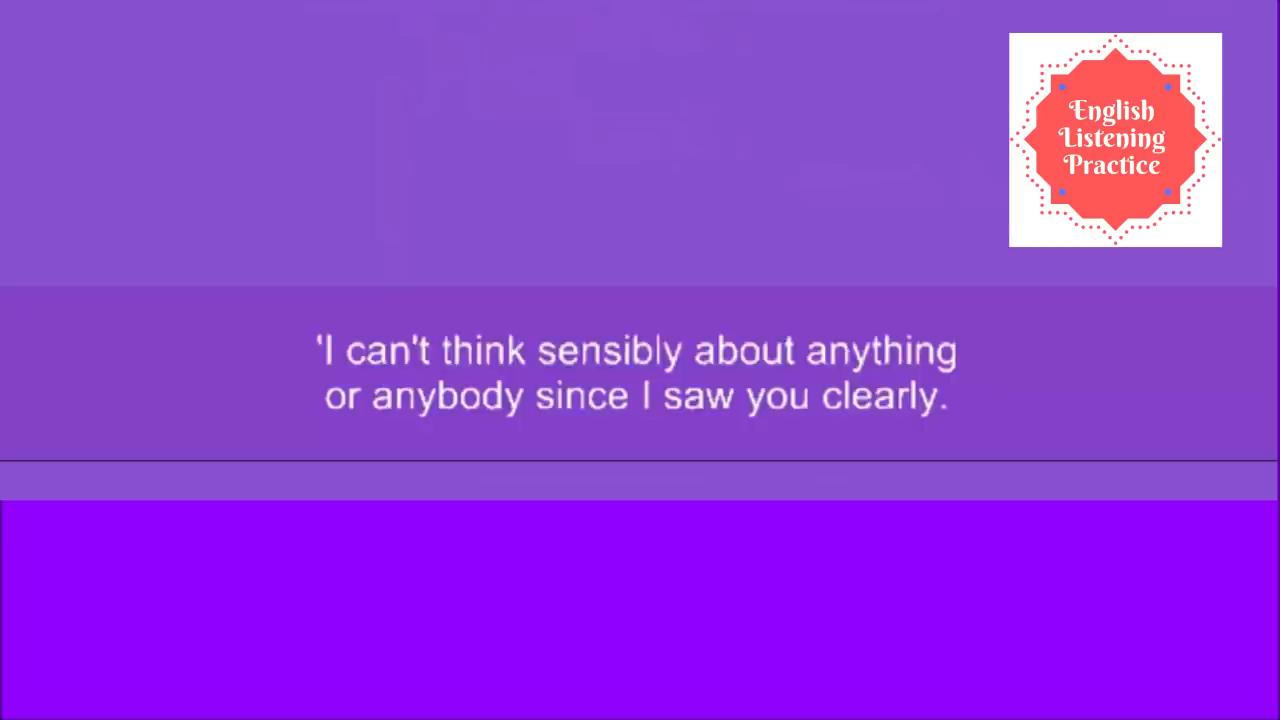 English
Listening
Practice
'I can't think sensibly about anything
or anybody since I saw you clearly.